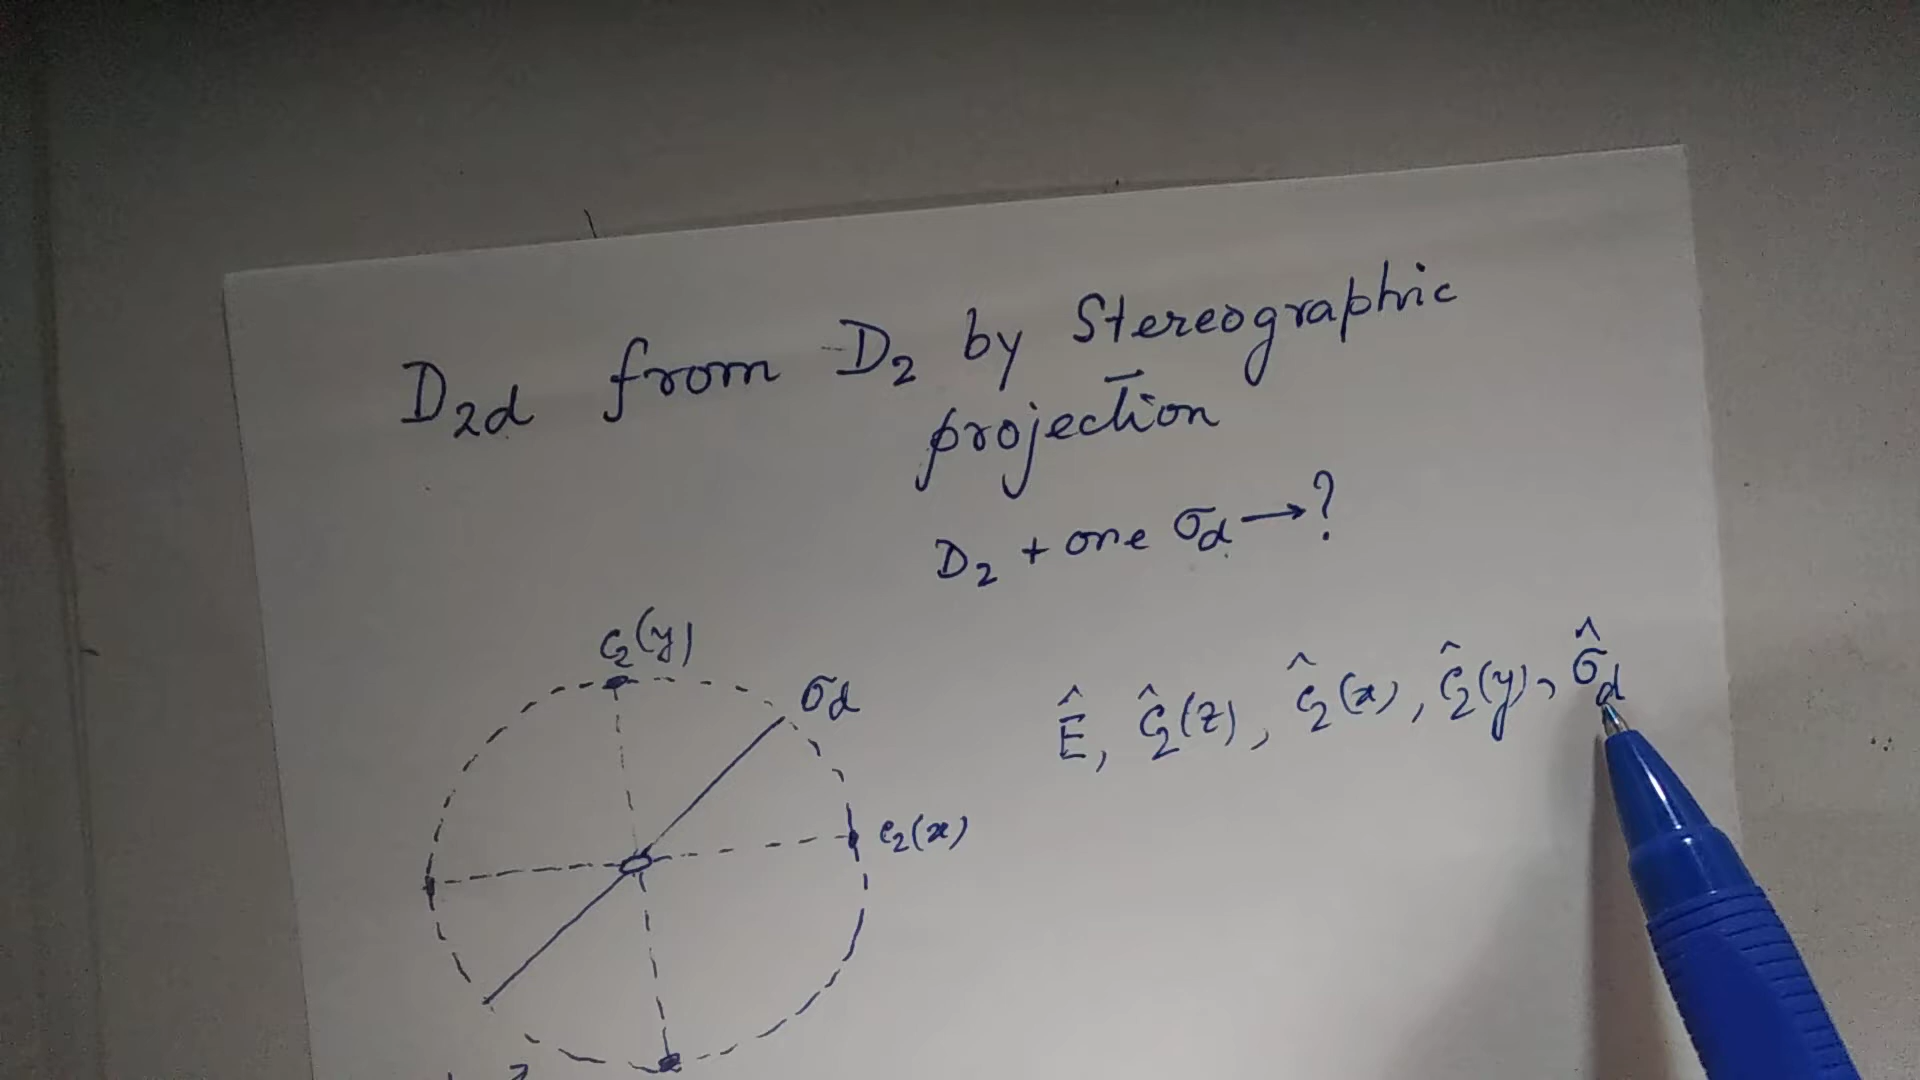 D₂d from D₂ by Stereographic
projection
D₂ + one σd → ?
C₂(y)
σd
Ê, Ĉ₂(z), Ĉ₂(x), Ĉ₂(y), σ̂d
C₂(x)